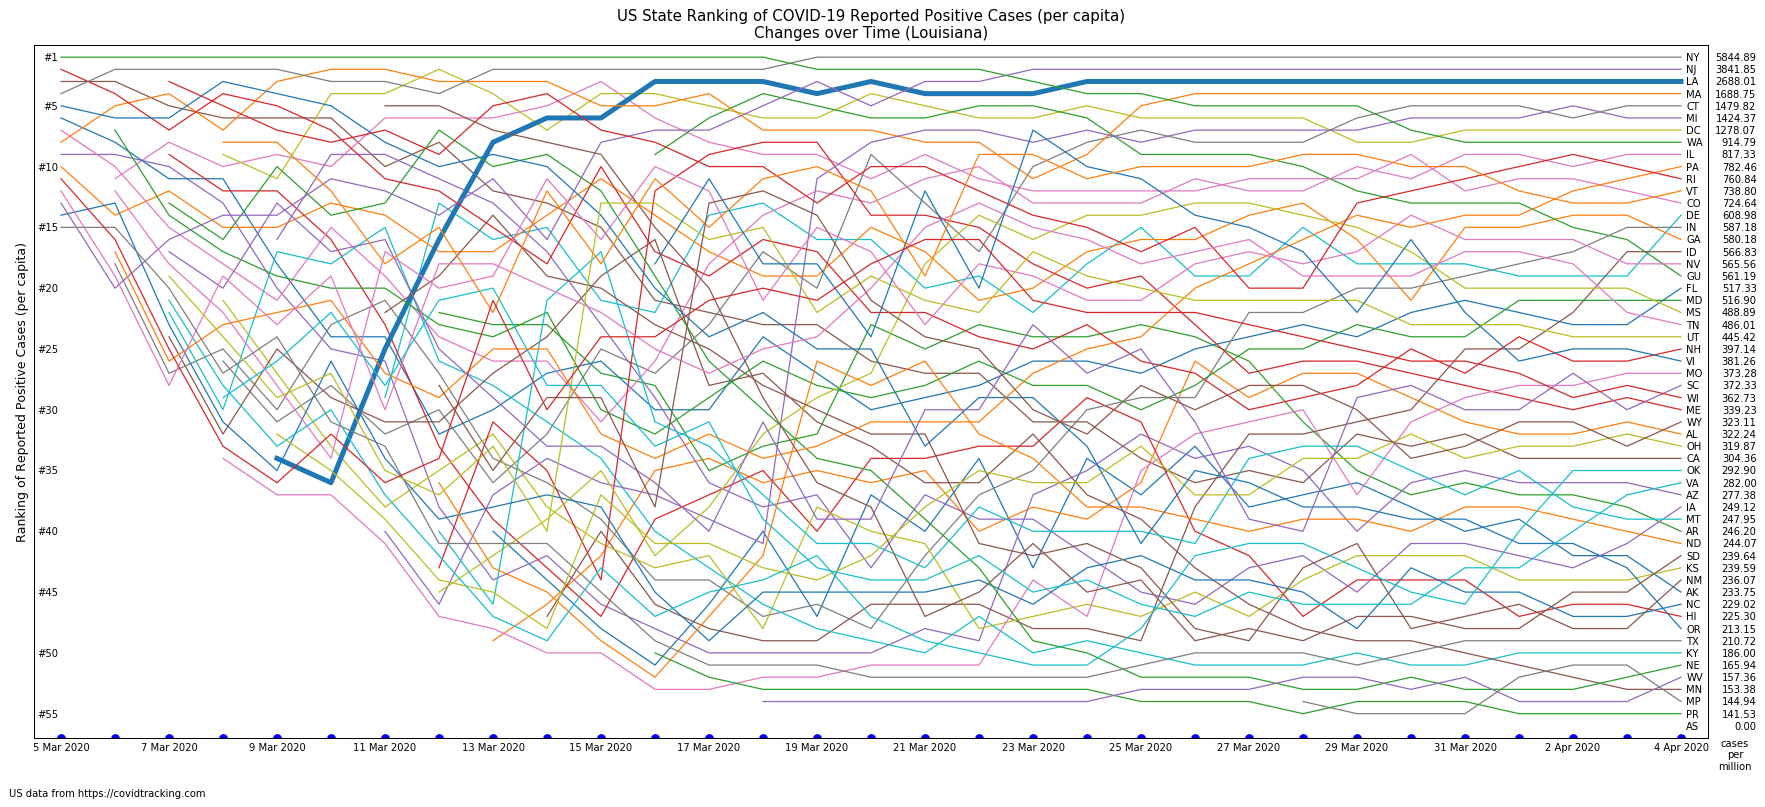 US State Ranking of COVID-19 Reported Positive Cases (per capita)
Changes over Time (Louisiana)
Ranking of Reported Positive Cases (per capita)
#1
#5
#10
#15
#20
#25
#30
#35
#40
#45
#50
#55
NY 5844.89
NJ 3841.85
LA 2688.01
MA 1688.75
CT 1479.82
MI 1424.37
DC 1278.07
WA 914.79
IL 817.33
PA 782.46
RI 760.84
VT 738.80
CO 724.64
DE 608.98
IN 587.18
GA 580.18
ID 566.83
NV 565.56
GU 561.19
FL 517.33
MD 516.90
MS 488.89
TN 486.01
UT 445.42
NH 397.14
VI 381.26
MO 373.28
SC 372.33
WI 362.73
ME 339.23
WY 323.11
AL 322.24
OH 319.87
CA 304.36
OK 292.90
VA 282.00
AZ 277.38
IA 249.12
MT 247.95
AR 246.20
ND 244.07
SD 239.64
KS 239.59
NM 236.07
AK 233.75
NC 229.02
HI 225.30
OR 213.15
TX 210.72
KY 186.00
NE 165.94
WV 157.36
MN 153.38
MP 144.94
PR 141.53
AS 0.00
5 Mar 2020 7 Mar 2020 9 Mar 2020 11 Mar 2020 13 Mar 2020 15 Mar 2020 17 Mar 2020 19 Mar 2020 21 Mar 2020 23 Mar 2020 25 Mar 2020 27 Mar 2020 29 Mar 2020 31 Mar 2020 2 Apr 2020 4 Apr 2020
cases
per
million
US data from https://covidtracking.com